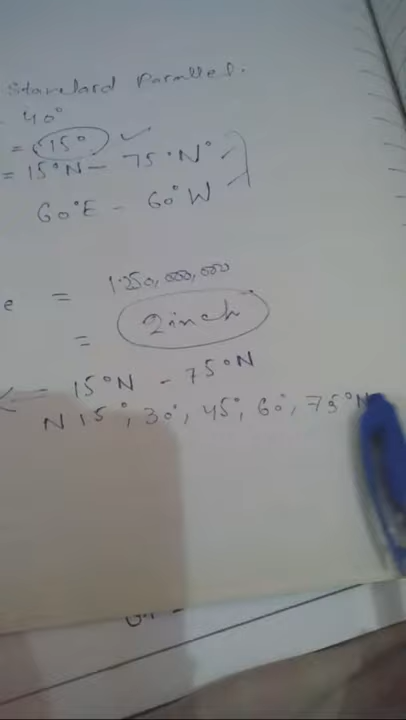 Standard Parallel.
40°
= 15° ✓
= 15°N - 75°N
60°E - 60°W
e = 1:250,000,000
= 2 inch
= 15°N - 75°N
N 15°, 30°, 45°, 60°, 75°N